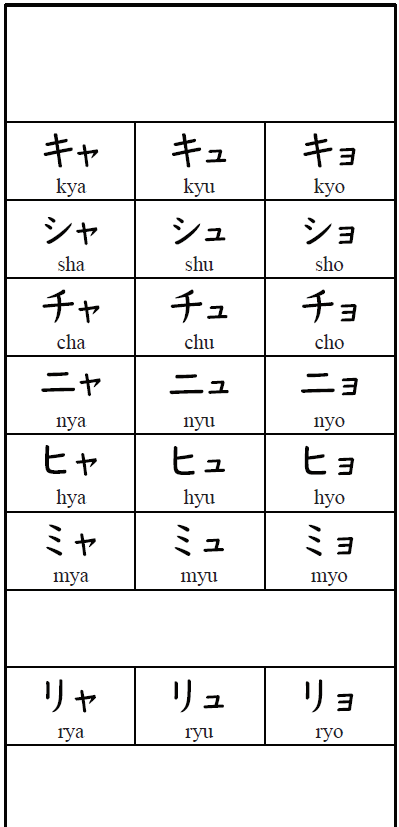 キャ キュ キョ
kya kyu kyo
シャ シュ ショ
sha shu sho
チャ チュ チョ
cha chu cho
ニャ ニュ ニョ
nya nyu nyo
ヒャ ヒュ ヒョ
hya hyu hyo
ミャ ミュ ミョ
mya myu myo
リャ リュ リョ
rya ryu ryo